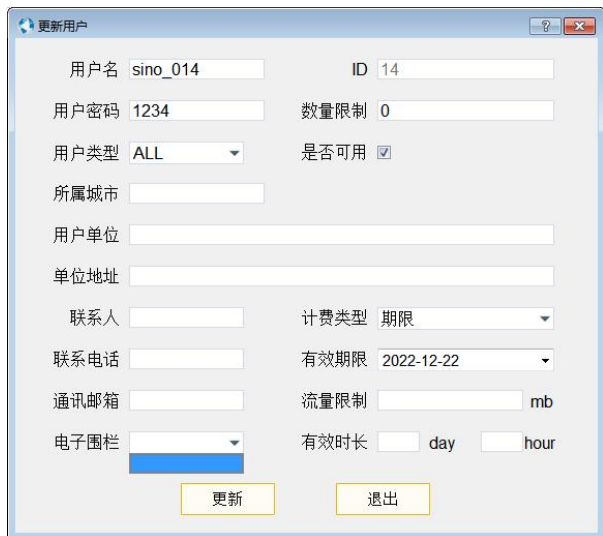 更新用户
用户名 sino_014 ID 14
用户密码 1234 数量限制 0
用户类型 ALL 是否可用
所属城市
用户单位
单位地址
联系人 计费类型 期限
联系电话 有效期限 2022-12-22
通讯邮箱 流量限制 mb
电子围栏 有效时长 day hour
更新 退出